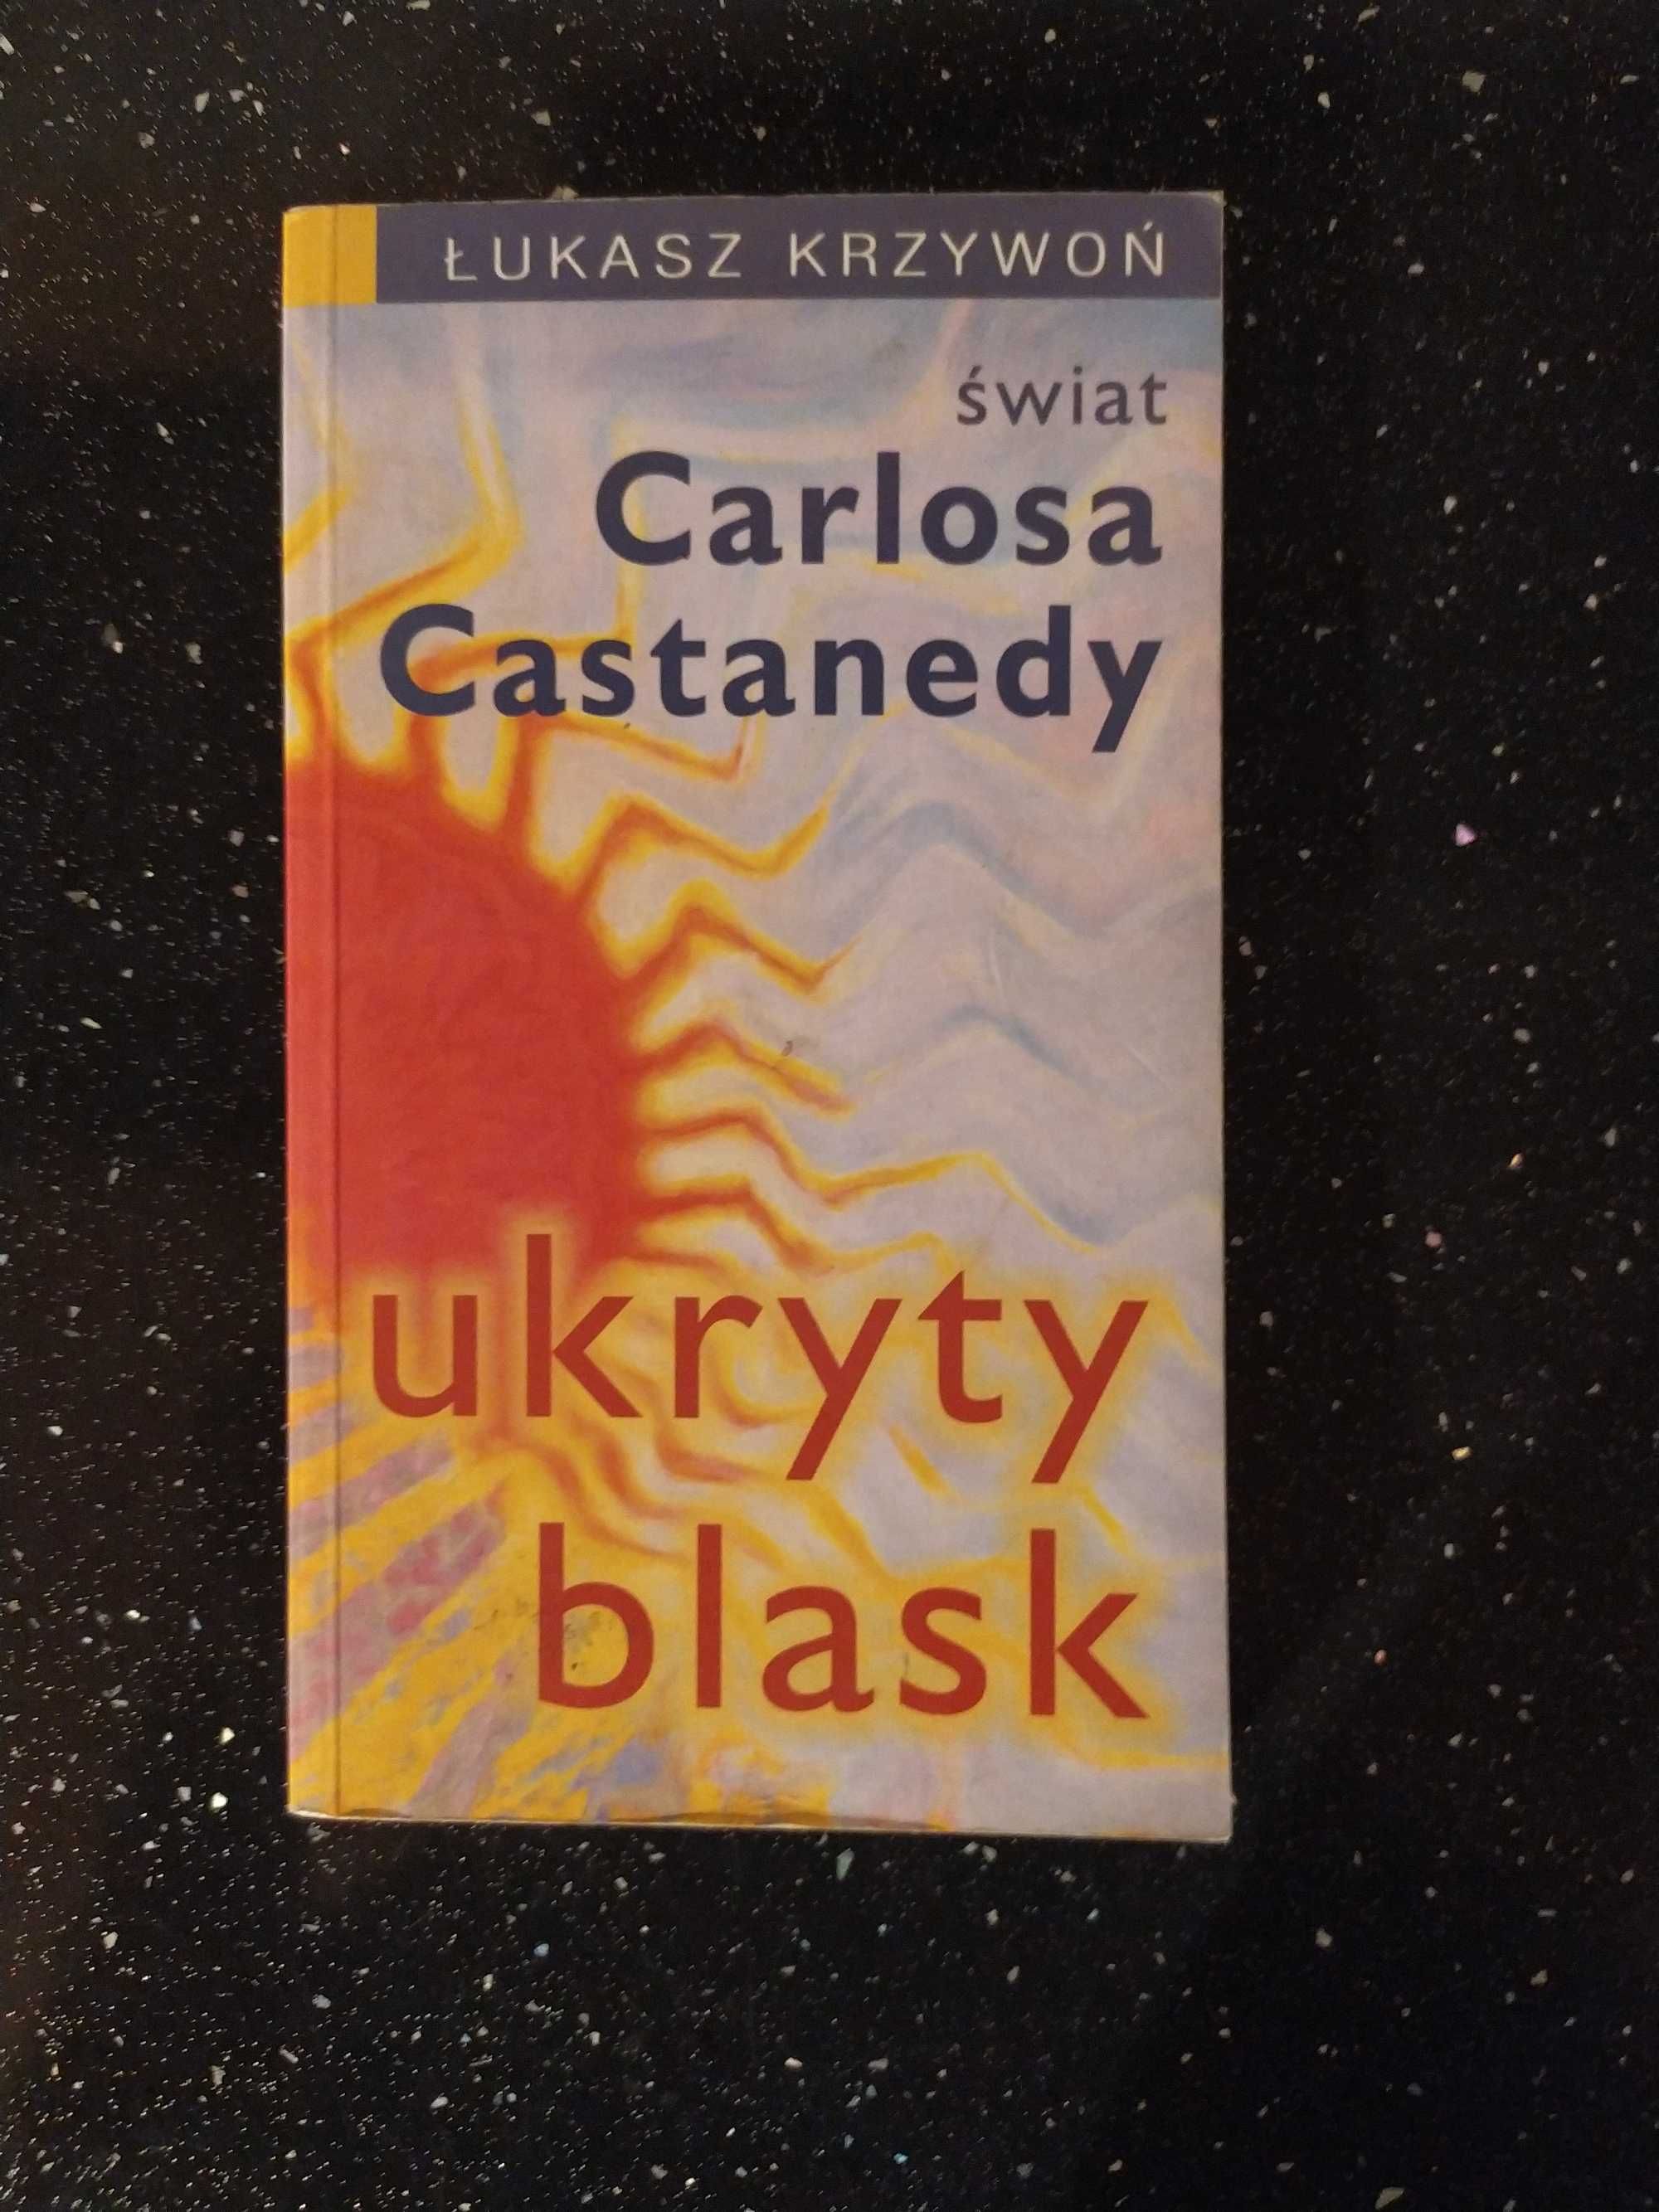 ŁUKASZ KRZYWOŃ
świat
Carlosa
Castanedy
ukryty
blask